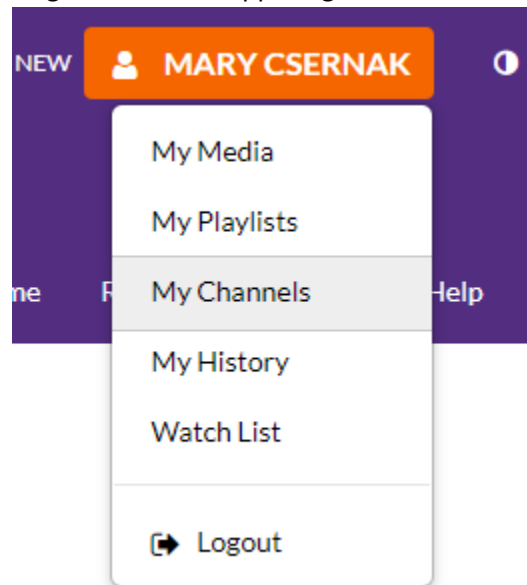 NEW MARY CSERNAK
My Media
My Playlists
My Channels
Help
My History
Watch List
Logout